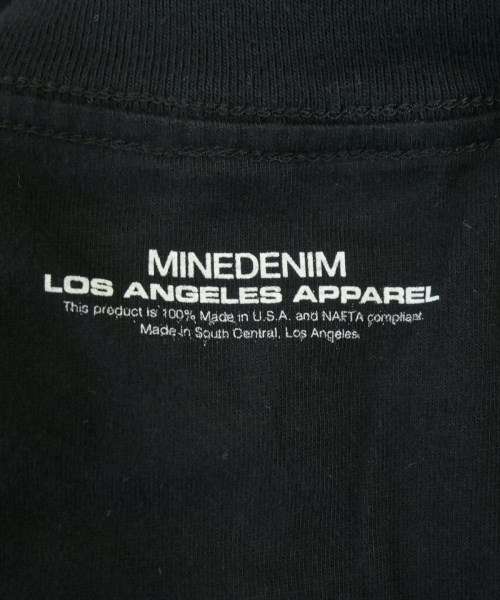 MINEDENIM
LOS ANGELES APPAREL
This product is 100% Made in U.S.A. and NAFTA compliant.
Made in South Central, Los Angeles.